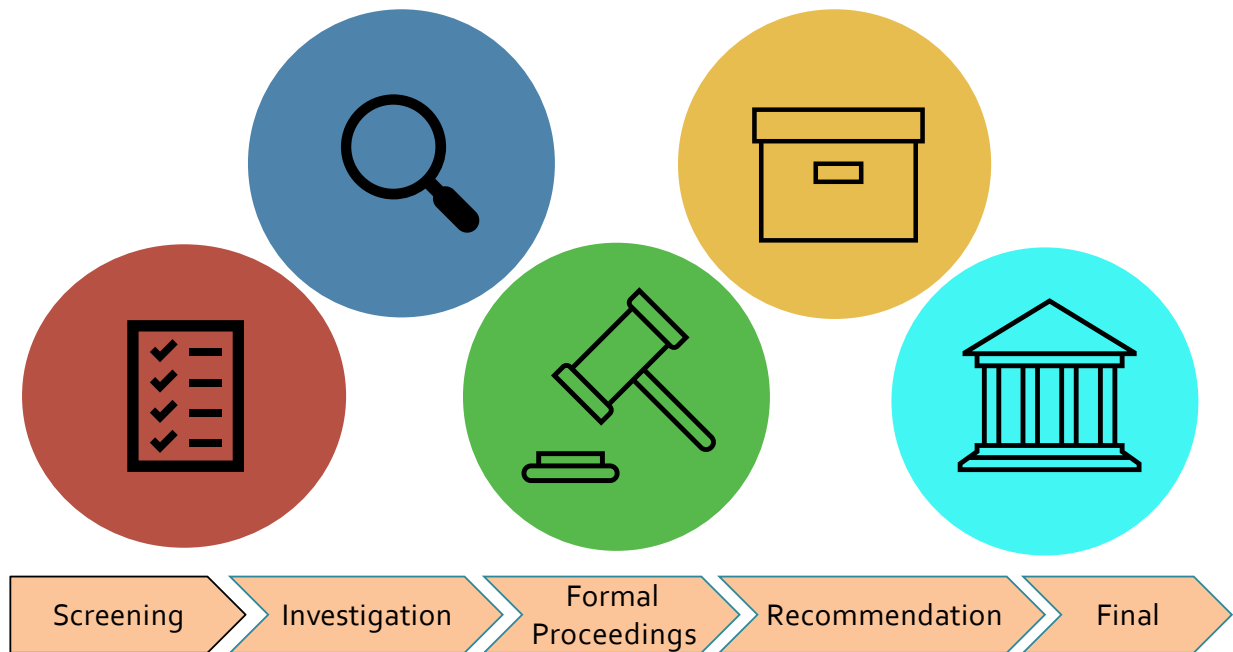 Screening
Investigation
Formal
Proceedings
Recommendation
Final